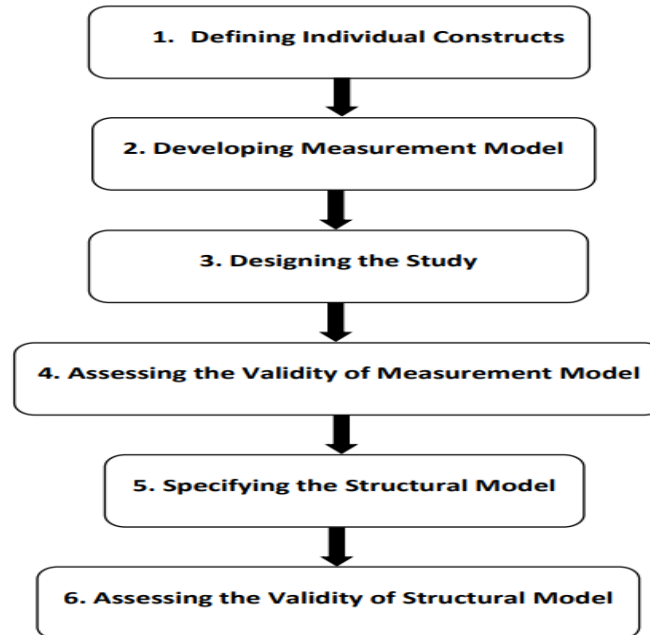 1. Defining Individual Constructs
2. Developing Measurement Model
3. Designing the Study
4. Assessing the Validity of Measurement Model
5. Specifying the Structural Model
6. Assessing the Validity of Structural Model